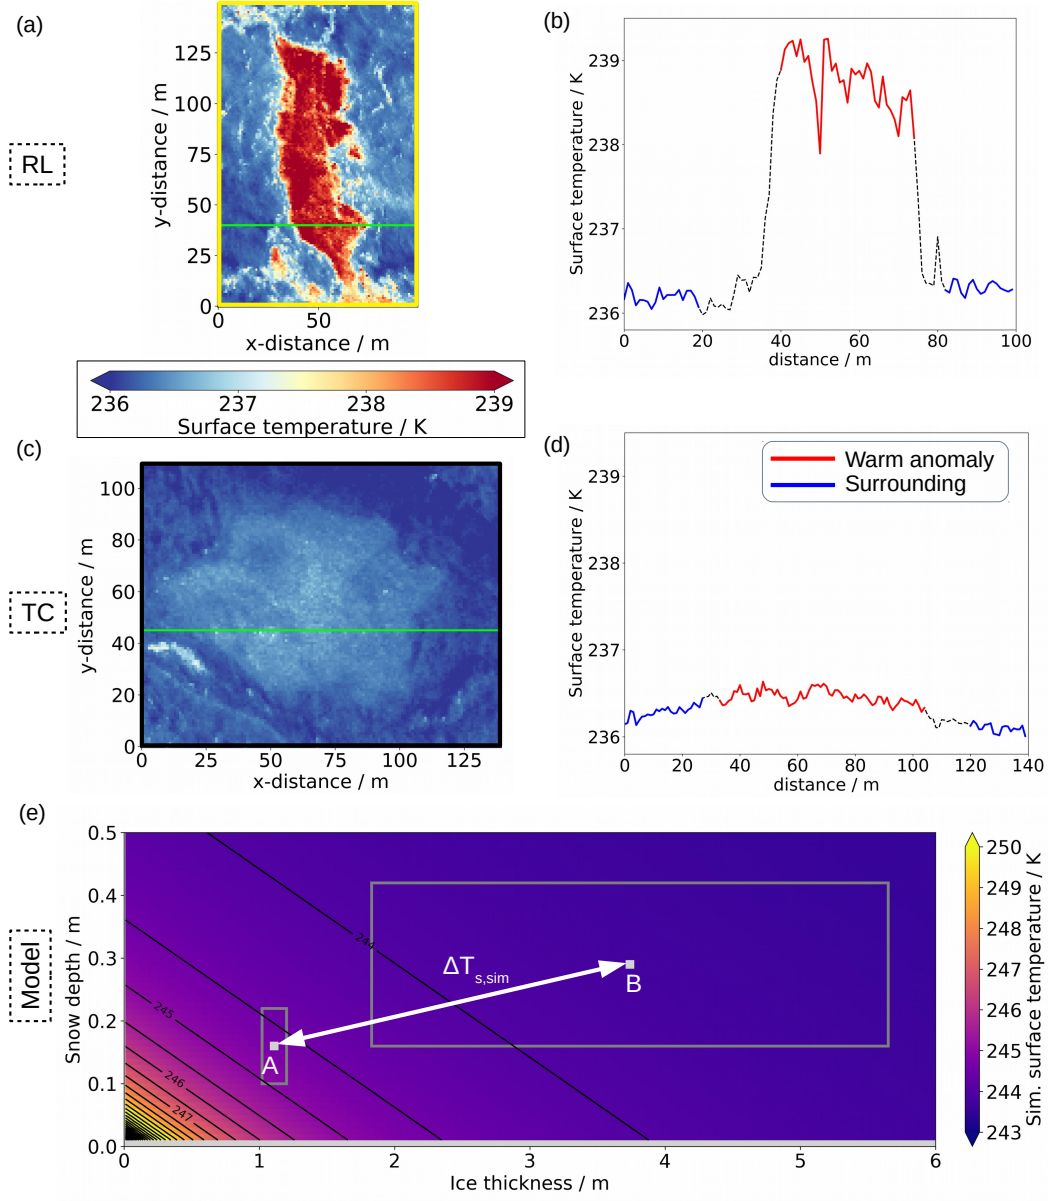 (a)
RL
y-distance / m
125
100
75
50
25
0
0 50
x-distance / m
236 237 238 239
Surface temperature / K
(b)
Surface temperature / K
239
238
237
236
0 20 40 60 80 100
distance / m
(c)
TC
y-distance / m
100
80
60
40
20
0
0 25 50 75 100 125
x-distance / m
(d)
Surface temperature / K
239
238
237
236
Warm anomaly
Surrounding
0 20 40 60 80 100 120 140
distance / m
(e)
Model
Snow depth / m
0.5
0.4
0.3
0.2
0.1
0.0
244
245
246
247
ΔTs,sim
A
B
0 1 2 3 4 5 6
Ice thickness / m
250
249
248
247
246
245
244
243
Sim. surface temperature / K